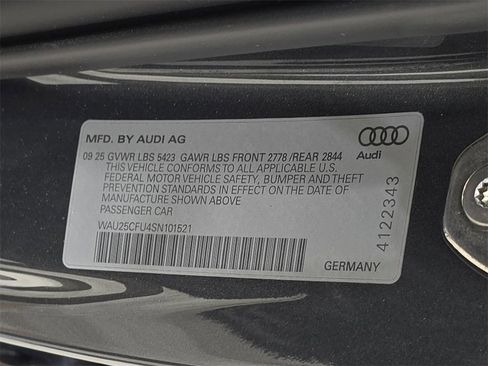 MFD. BY AUDI AG
09 25 GVWR LBS 5423 GAWR LBS FRONT 2778 /REAR 2844
THIS VEHICLE CONFORMS TO ALL APPLICABLE U.S.
FEDERAL MOTOR VEHICLE SAFETY, BUMPER AND THEFT
PREVENTION STANDARDS IN EFFECT ON THE DATE OF
MANUFACTURE SHOWN ABOVE
PASSENGER CAR
WAU25CFU4SN101521
Audi
4122343
GERMANY